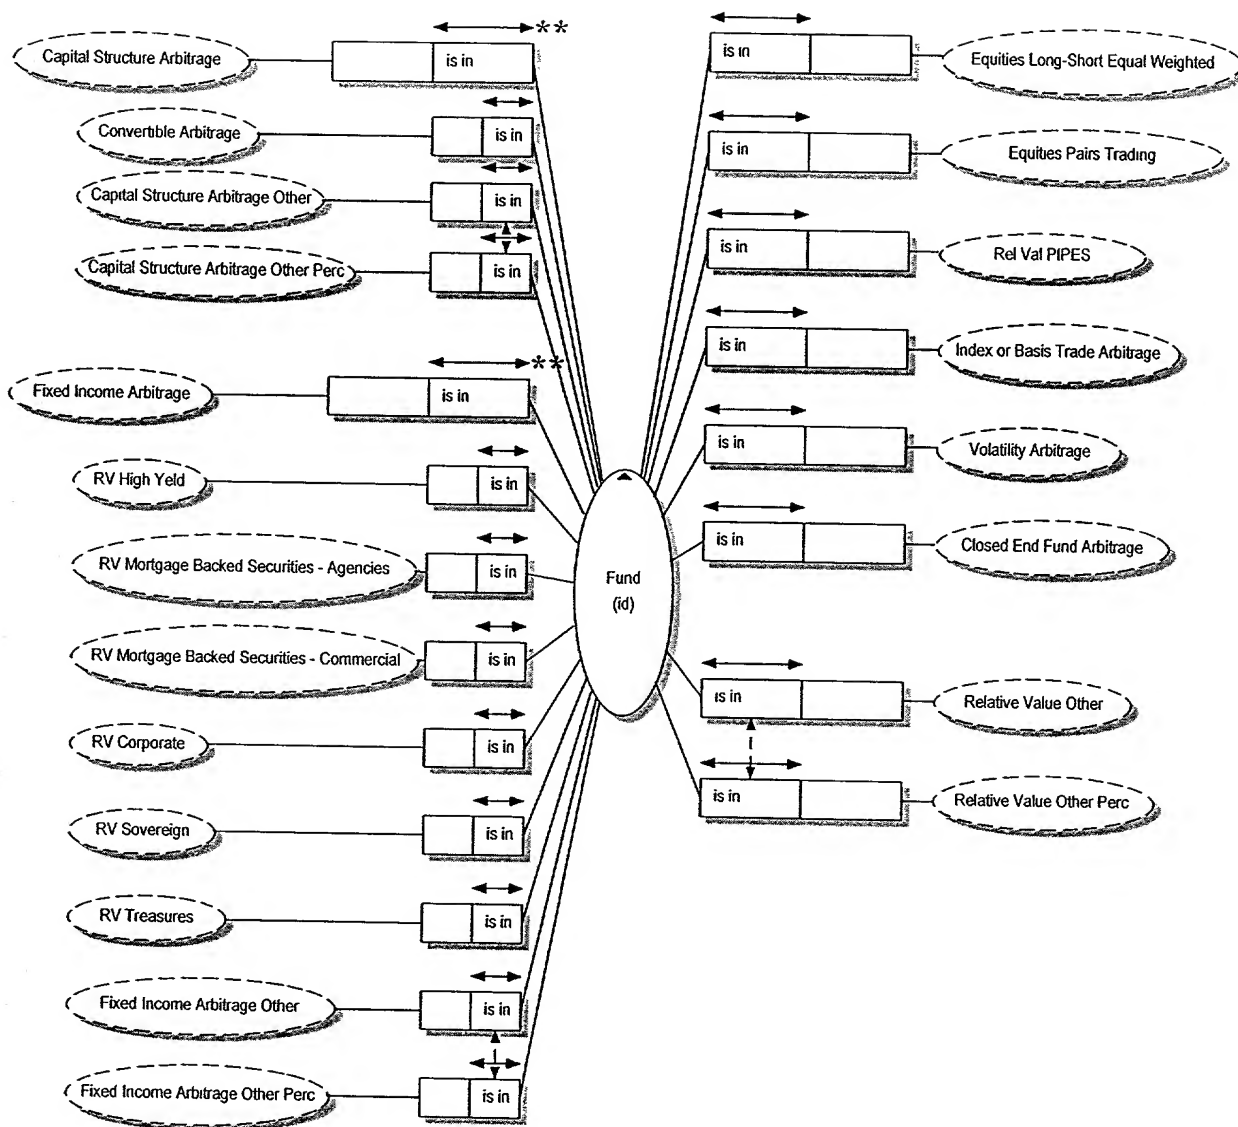 **
Capital Structure Arbitrage
is in
Convertible Arbitrage
is in
Capital Structure Arbitrage Other
is in
Capital Structure Arbitrage Other Perc
is in
**
Fixed Income Arbitrage
is in
RV High Yeld
is in
RV Mortgage Backed Securities - Agencies
is in
RV Mortgage Backed Securities - Commercial
is in
RV Corporate
is in
RV Sovereign
is in
RV Treasures
is in
Fixed Income Arbitrage Other
is in
Fixed Income Arbitrage Other Perc
is in
Fund
(id)
is in
Equities Long-Short Equal Weighted
is in
Equities Pairs Trading
is in
Rel Val PIPES
is in
Index or Basis Trade Arbitrage
is in
Volatility Arbitrage
is in
Closed End Fund Arbitrage
is in
Relative Value Other
is in
Relative Value Other Perc